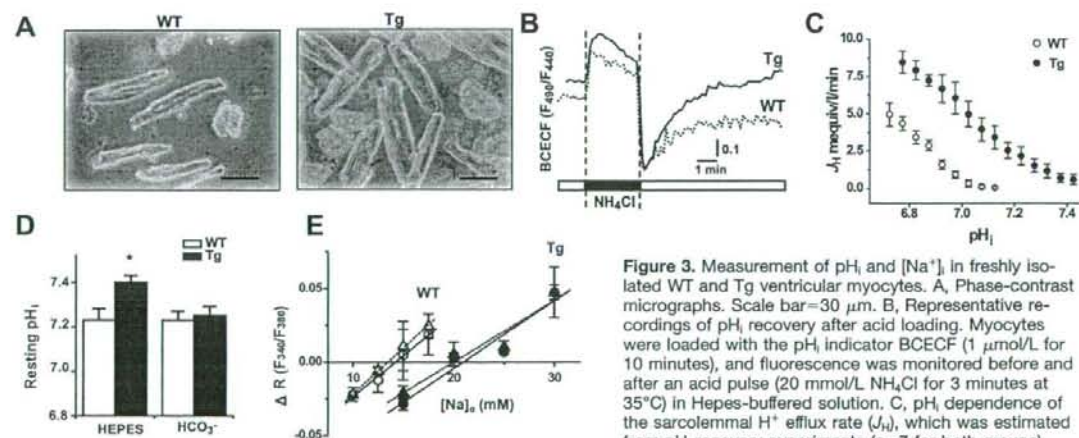 A
WT
Tg
B
BCECF (F490/F440)
Tg
WT
0.1
1 min
NH4Cl
C
JH mequiv/l/min
10.0
7.5
5.0
2.5
0.0
WT
Tg
6.8 7.0 7.2 7.4
pHi
D
Resting pHi
7.4
7.2
7.0
6.8
WT
Tg
*
HEPES HCO3-
E
Δ R (F340/F380)
0.05
0.000
-0.05
WT
Tg
10 15 20 25 30
[Na]o (mM)
Figure 3. Measurement of pHi and [Na+]i in freshly iso-
lated WT and Tg ventricular myocytes. A, Phase-contrast
micrographs. Scale bar=30 μm. B, Representative re-
cordings of pHi recovery after acid loading. Myocytes
were loaded with the pHi indicator BCECF (1 μmol/L for
10 minutes), and fluorescence was monitored before and
after an acid pulse (20 mmol/L NH4Cl for 3 minutes at
35°C) in Hepes-buffered solution. C, pHi dependence of
the sarcolemmal H+ efflux rate (JH), which was estimated